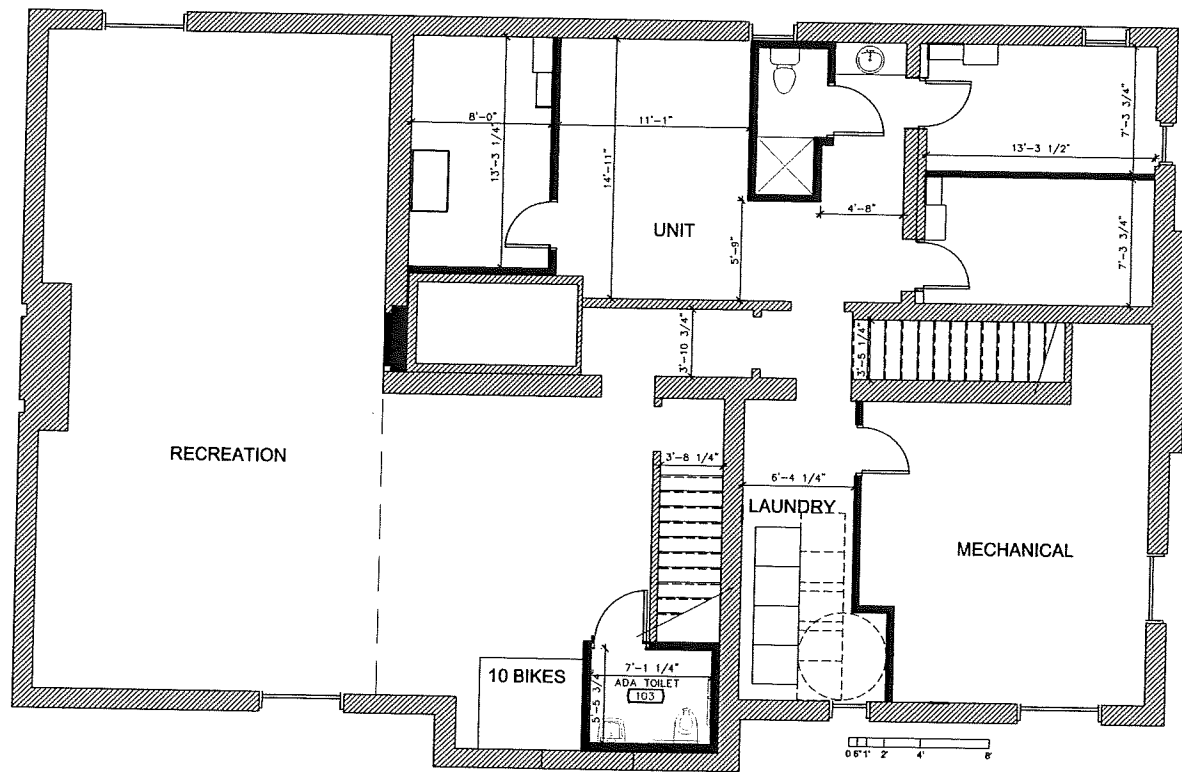 8'-0"
13'-3 1/4"
14'-11"
11'-1"
UNIT
5'-9"
4'-8"
13'-3 1/2"
7'-3 3/4"
7'-3 3/4"
3'-10 3/4"
3'-5 1/4"
RECREATION
3'-8 1/4"
6'-4 1/4"
LAUNDRY
MECHANICAL
10 BIKES
7'-1 1/4"
5'-5 3/4"
ADA TOILET
103
0 6" 1' 2' 4' 8'